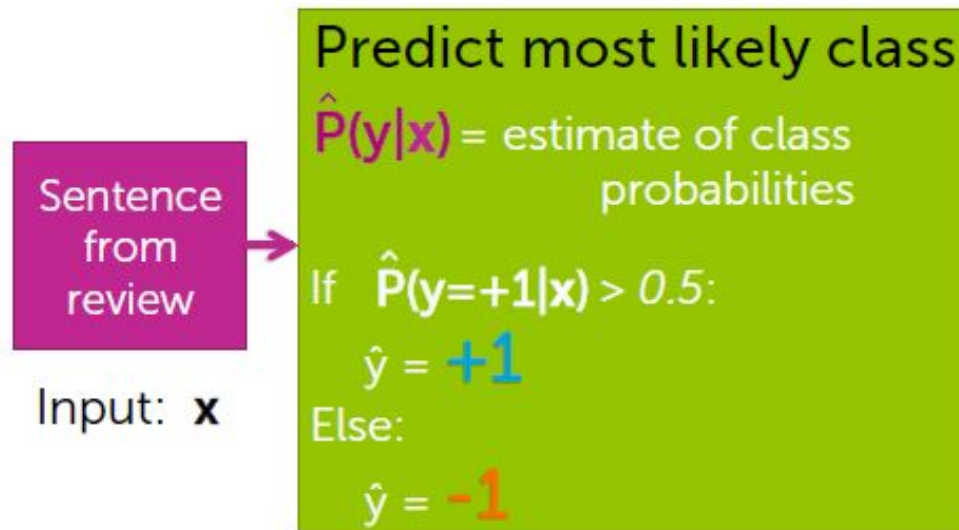 Sentence
from
review
Input: x
Predict most likely class
P̂(y|x) = estimate of class
probabilities
If P̂(y=+1|x) > 0.5:
ŷ = +1
Else:
ŷ = -1